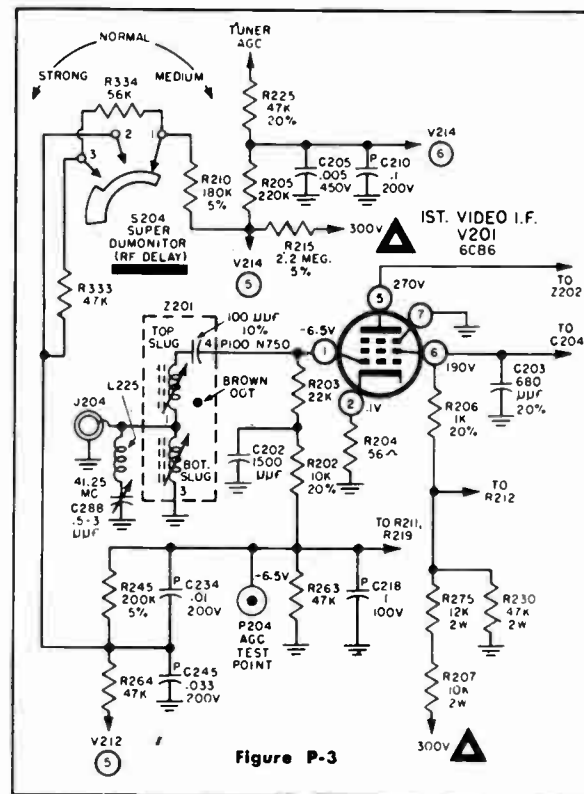 NORMAL
STRONG
MEDIUM
R334
56K
3
2
1
S204
SUPER
DUMONITOR
(RF DELAY)
R333
47K
R210
180K
5%
TUNER
AGC
R225
47K
20%
R205
220K
C205
.005
450V
P
C210
.1
200V
V214
6
R215
2.2 MEG.
5%
300V
V214
5
1ST. VIDEO I.F.
V201
6CB6
TO
Z202
5
270V
7
-6.5V
1
6
190V
2
.1V
TO
C204
C203
680
µµF
20%
Z201
100 µµF
10%
4
P100 N750
TOP
SLUG
BROWN
DOT
BOT.
SLUG
3
L225
J204
41.25
MC
C288
.5-3
µµF
R203
22K
C202
1500
µµF
R202
10K
20%
R204
56~
R206
1K
20%
TO
R212
TO R211,
R219
R245
200K
5%
P
C234
.01
200V
-6.5V
P204
AGC
TEST
POINT
R263
47K
P
C218
1
100V
R275
12K
2W
R230
47K
2W
R207
10K
2W
300V
R264
47K
P
C245
.033
200V
V212
5
Figure P-3